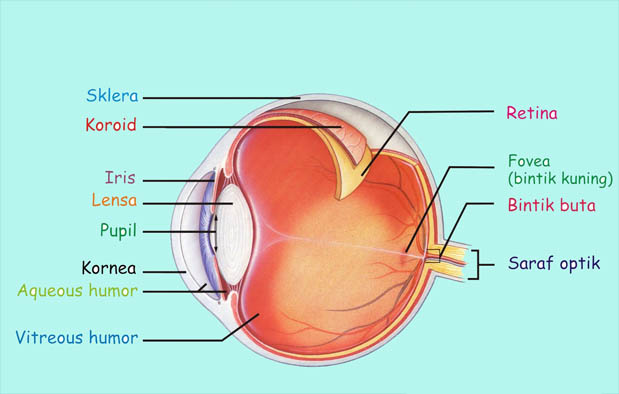 Sklera
Koroid
Iris
Lensa
Pupil
Kornea
Aqueous humor
Vitreous humor
Retina
Fovea
(bintik kuning)
Bintik buta
Saraf optik